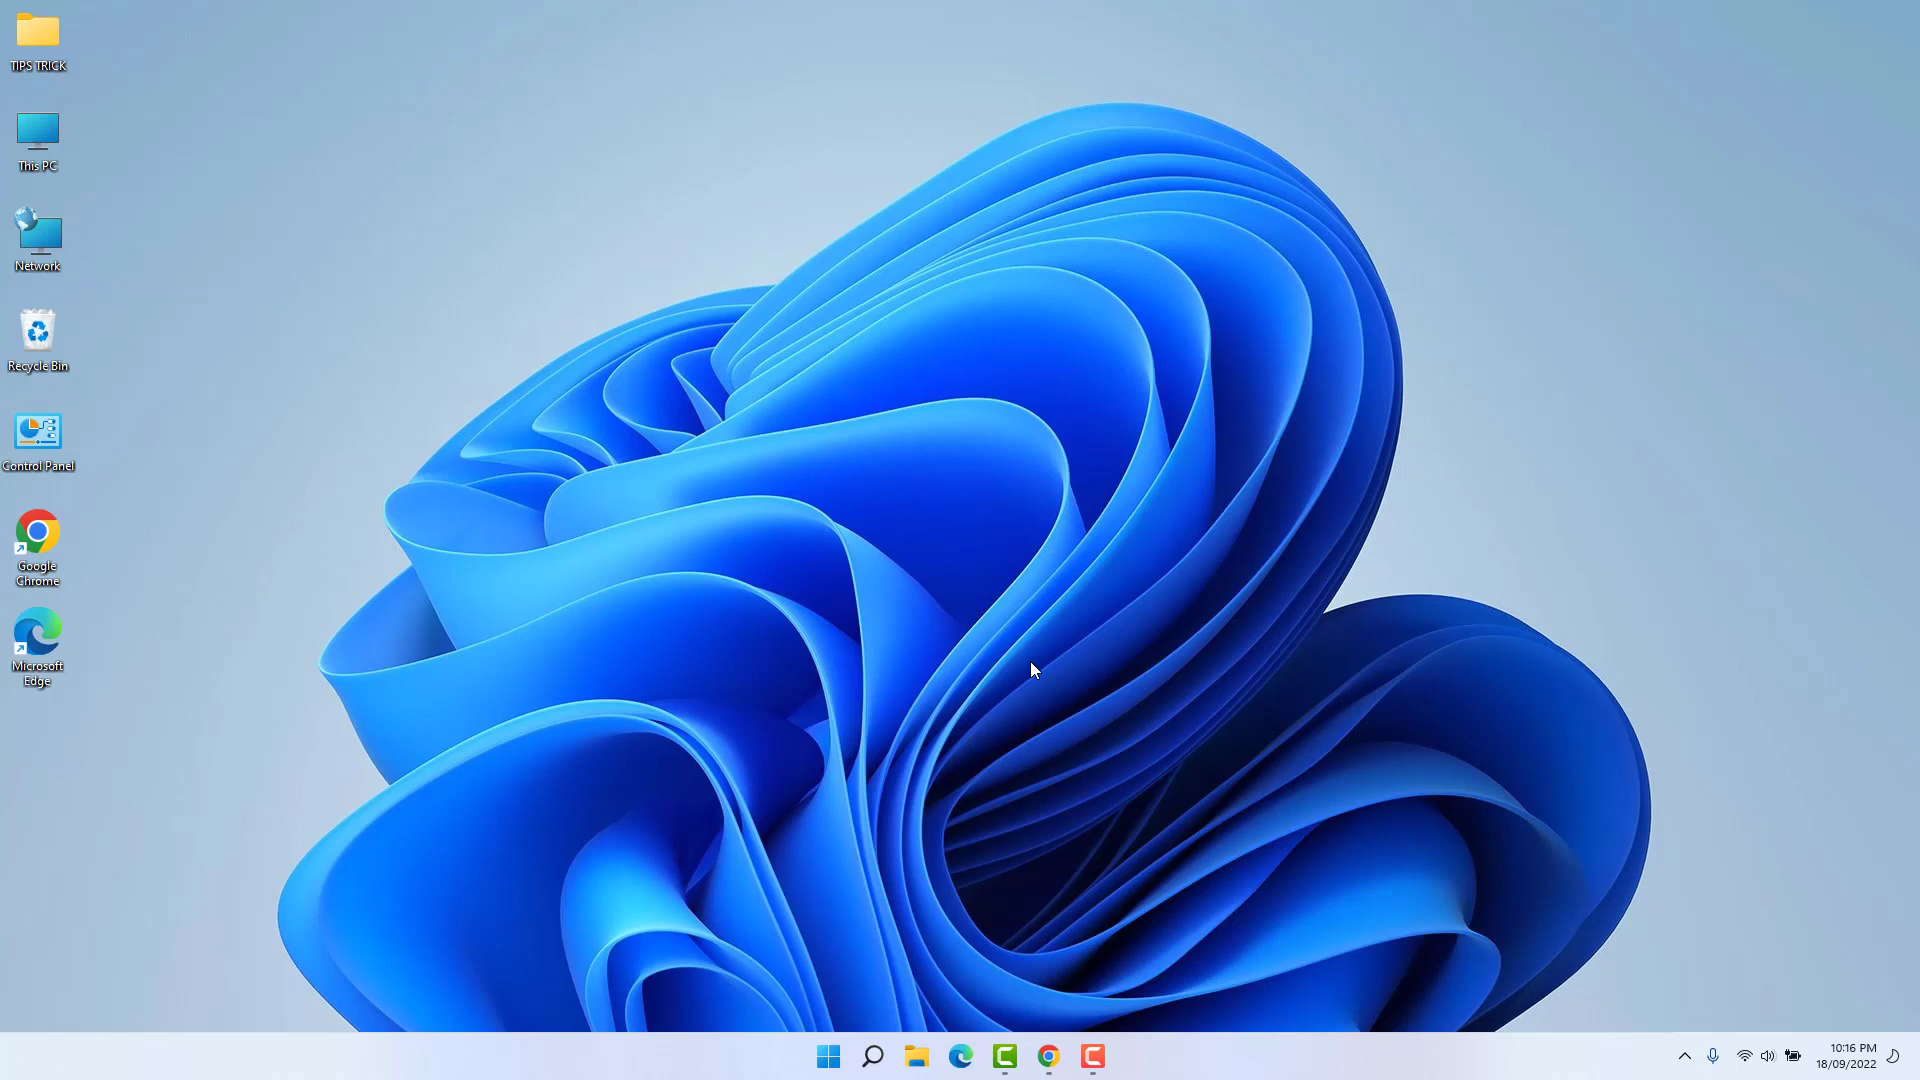 TIPS TRICK
This PC
Network
Recycle Bin
Control Panel
Google
Chrome
Microsoft
Edge
10:16 PM
18/09/2022